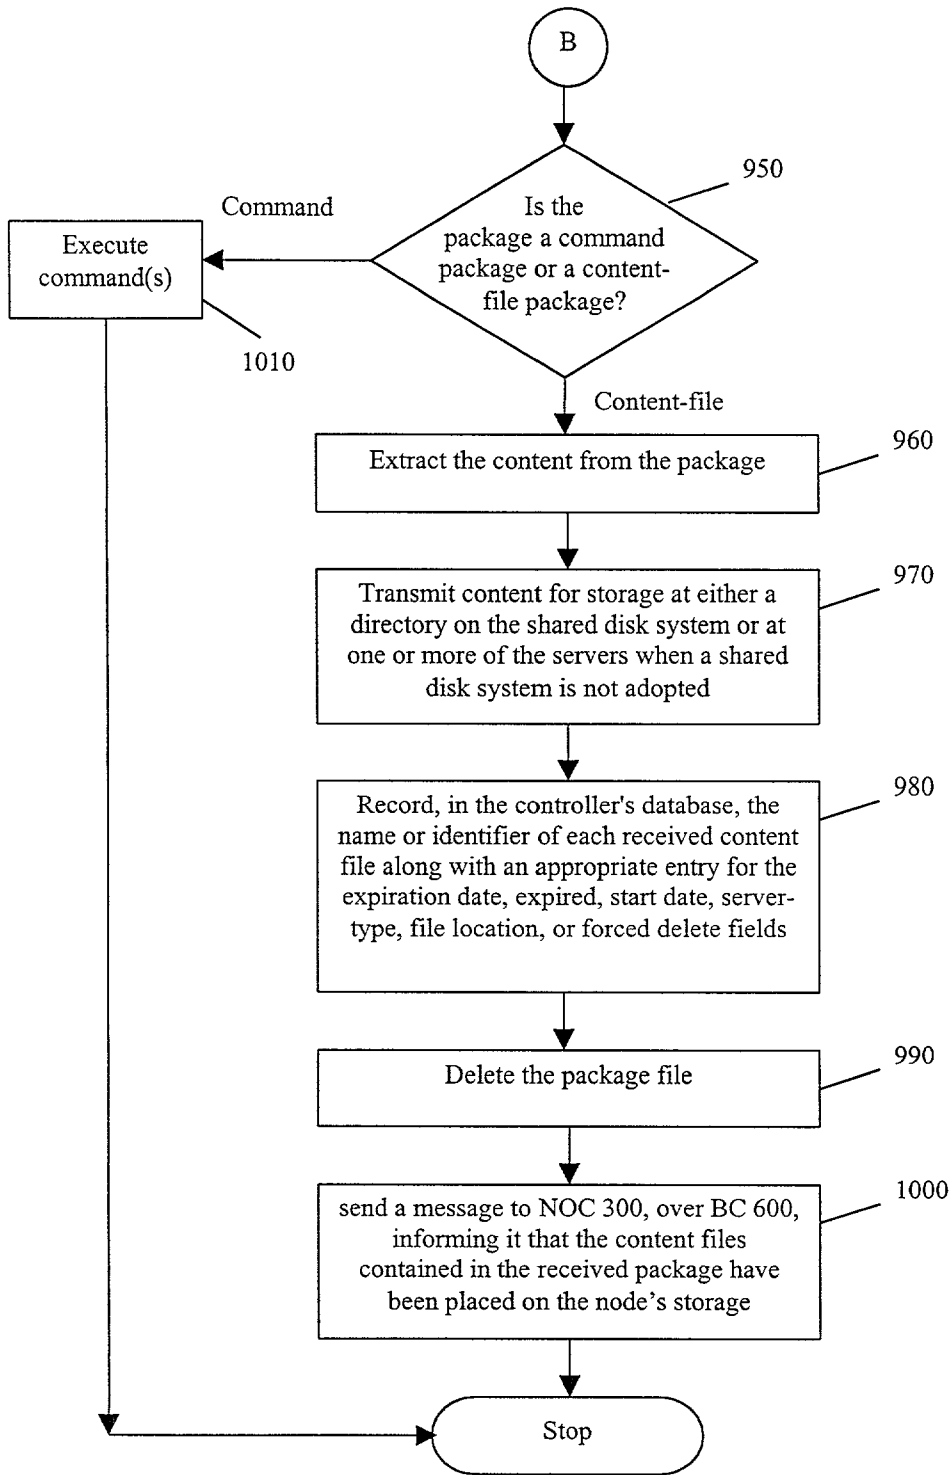 B
950
Is the
package a command
package or a content-
file package?
Command
Execute
command(s)
1010
Content-file
960
Extract the content from the package
970
Transmit content for storage at either a
directory on the shared disk system or at
one or more of the servers when a shared
disk system is not adopted
980
Record, in the controller's database, the
name or identifier of each received content
file along with an appropriate entry for the
expiration date, expired, start date, server-
type, file location, or forced delete fields
990
Delete the package file
1000
send a message to NOC 300, over BC 600,
informing it that the content files
contained in the received package have
been placed on the node's storage
Stop